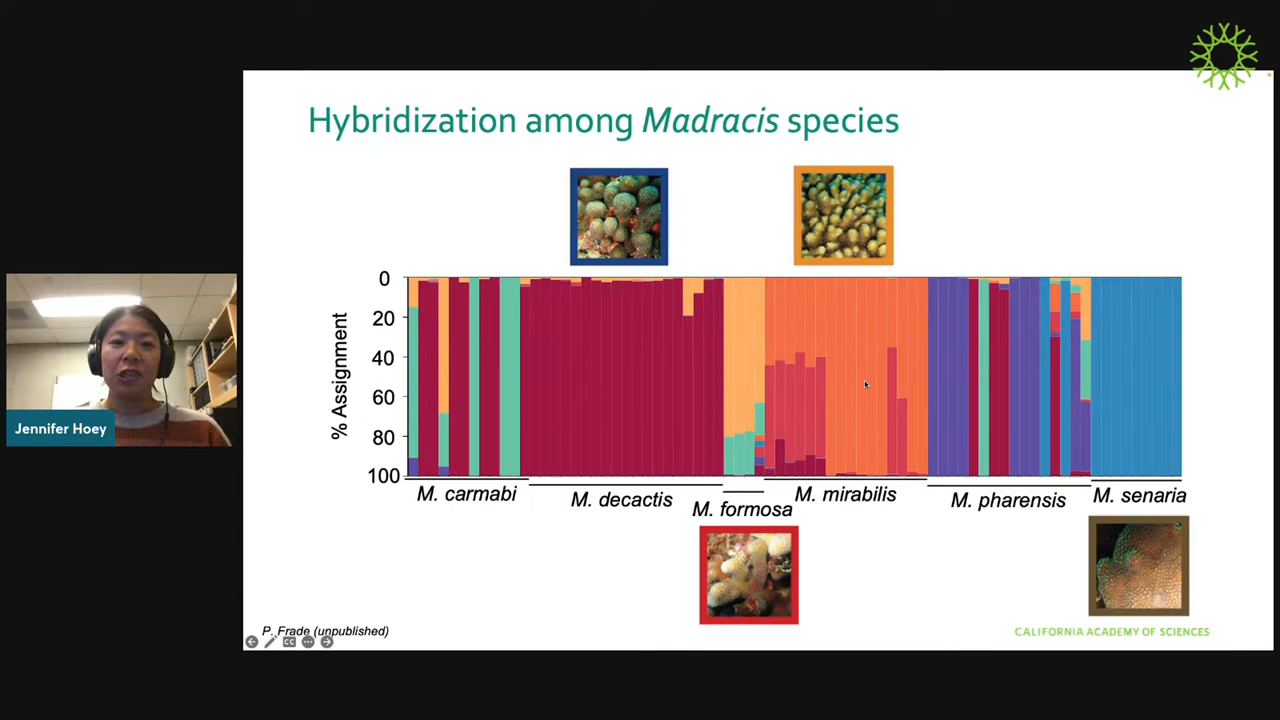 Hybridization among Madracis species
0
20
40
60
80
100
% Assignment
M. carmabi
M. decactis
M. formosa
M. mirabilis
M. pharensis
M. senaria
Jennifer Hoey
P. Frade (unpublished)
CALIFORNIA ACADEMY OF SCIENCES